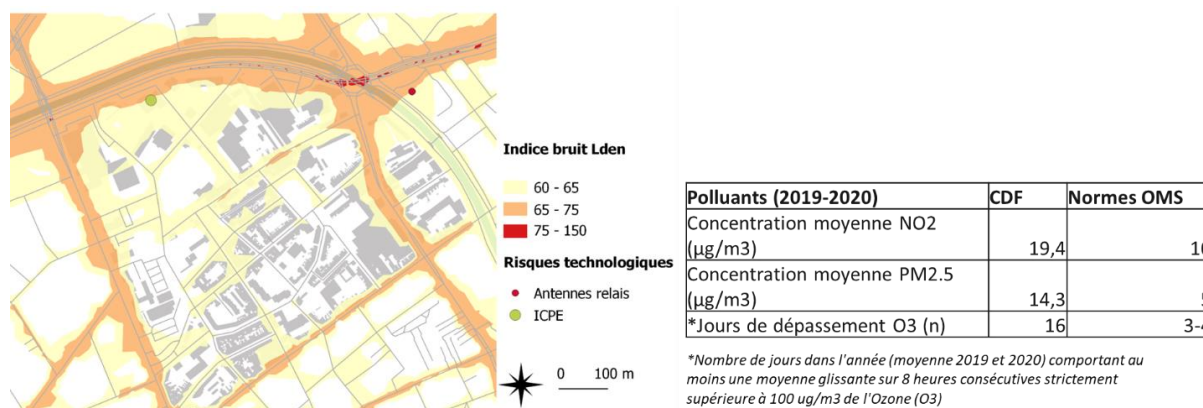 Indice bruit Lden
60 - 65
65 - 75
75 - 150
Risques technologiques
Antennes relais
ICPE
0 100 m
Polluants (2019-2020) CDF Normes OMS
Concentration moyenne NO2
(µg/m3) 19,4
Concentration moyenne PM2.5
(µg/m3) 14,3
*Jours de dépassement O3 (n) 16
*Nombre de jours dans l'année (moyenne 2019 et 2020) comportant au
moins une moyenne glissante sur 8 heures consécutives strictement
supérieure à 100 ug/m3 de l'Ozone (O3)